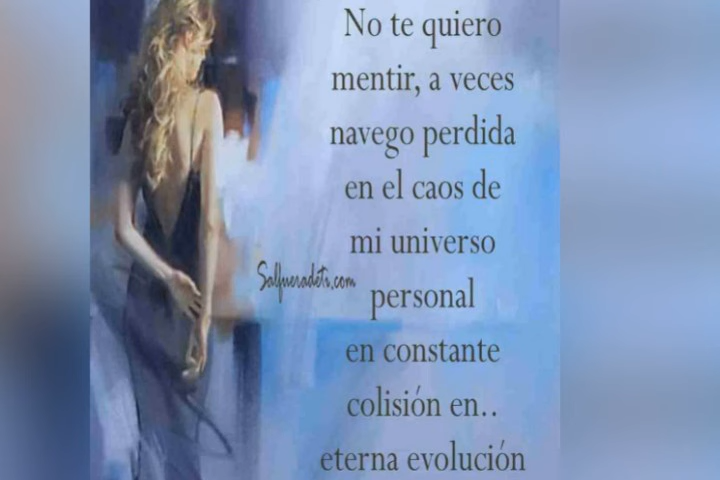 No te quiero
mentir, a veces
navego perdida
en el caos de
mi universo
Salfueradeti.com
personal
en constante
colisión en..
eterna evolución